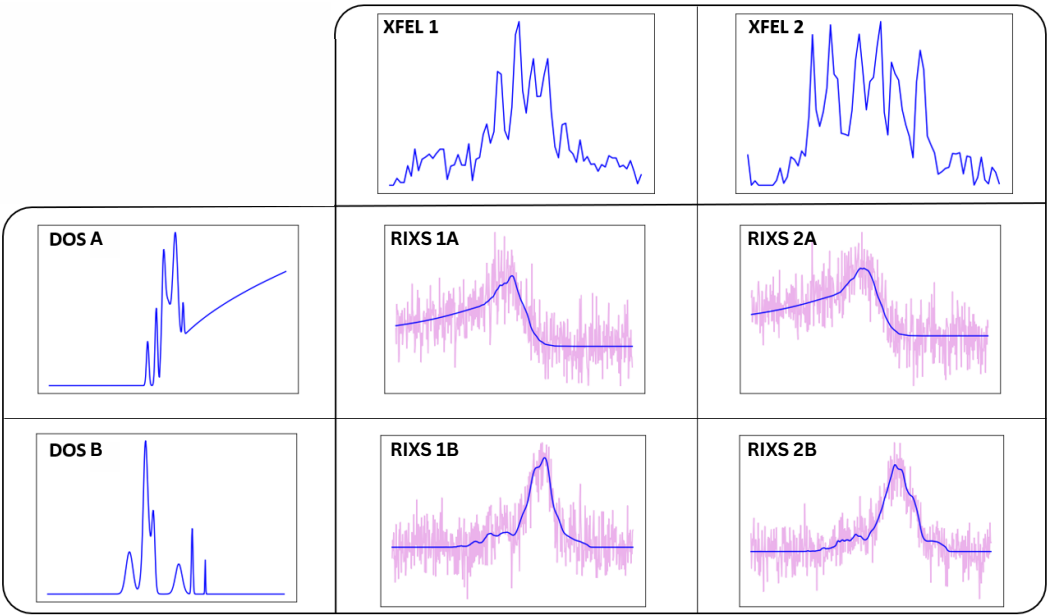 XFEL 1
XFEL 2
DOS A
RIXS 1A
RIXS 2A
DOS B
RIXS 1B
RIXS 2B